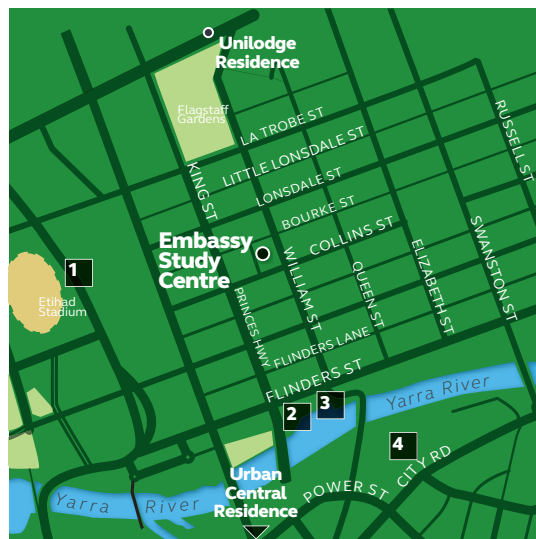 Unilodge
Residence
Flagstaff
Gardens
LA TROBE ST
LITTLE LONSDALE ST
LONSDALE ST
BOURKE ST
COLLINS ST
RUSSELL ST
KING ST
Embassy
Study
Centre
WILLIAM ST
QUEEN ST
ELIZABETH ST
SWANSTON ST
1
Etihad
Stadium
PRINCES HWY
FLINDERS LANE
FLINDERS ST
2
3
Yarra River
4
CITY RD
POWER ST
Urban
Central
Residence
Yarra River